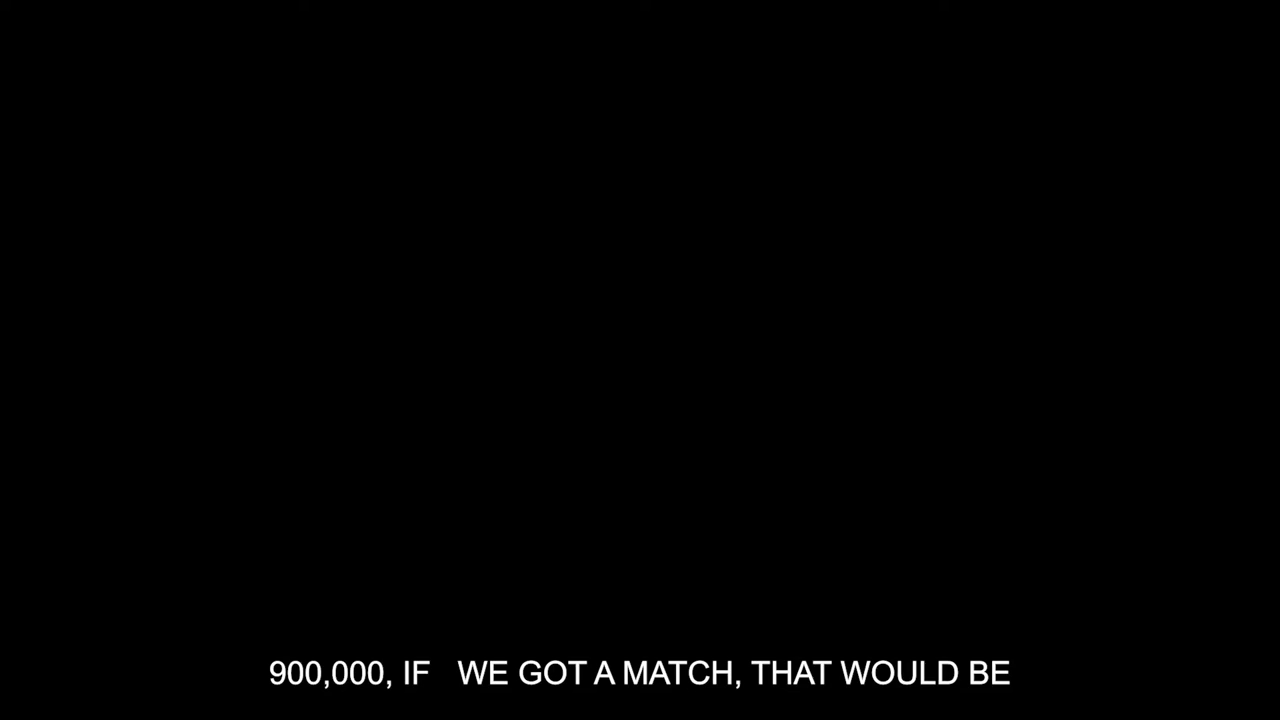 900,000, IF   WE GOT A MATCH, THAT WOULD BE